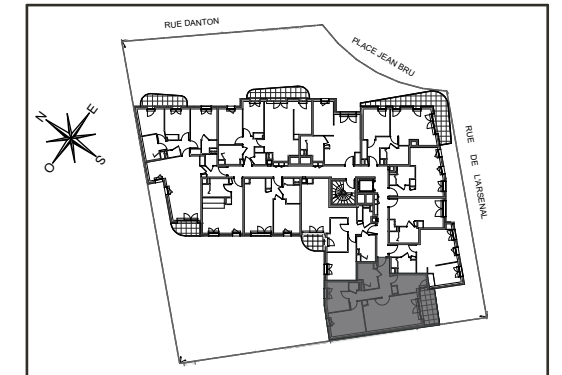 RUE DANTON
PLACE JEAN BRU
RUE DE L'ARSENAL
N
E
S
O